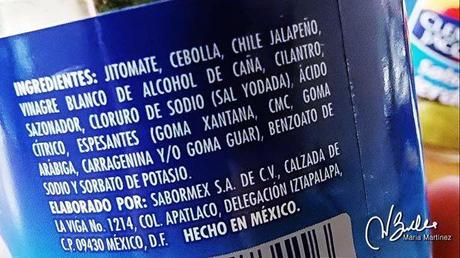 INGREDIENTES: JITOMATE, CEBOLLA, CHILE JALAPEÑO,
VINAGRE BLANCO DE ALCOHOL DE CAÑA, CILANTRO,
SAZONADOR, CLORURO DE SODIO (SAL YODADA), ÁCIDO
CÍTRICO, ESPESANTES (GOMA XANTANA, CMC, GOMA
ARÁBIGA, CARRAGENINA Y/O GOMA GUAR), BENZOATO DE
SODIO Y SORBATO DE POTASIO.
ELABORADO POR: SABORMEX S.A. DE C.V., CALZADA DE
LA VIGA No. 1214, COL. APATLACO, DELEGACIÓN IZTAPALAPA,
C.P. 09430 MÉXICO, D.F. HECHO EN MÉXICO.
Maria Martinez